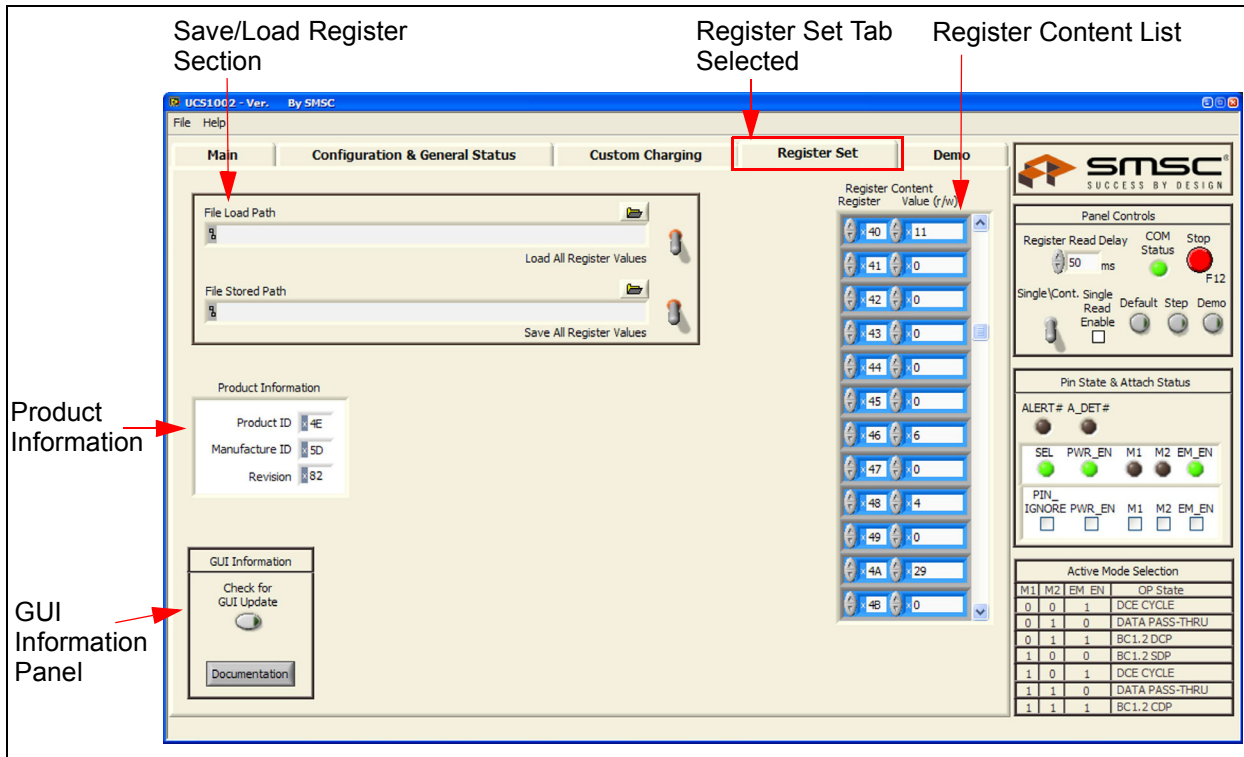 Save/Load Register
Section
Register Set Tab
Selected
Register Content List
UCS1002 - Ver.    By SMSC
File  Help
Main
Configuration & General Status
Custom Charging
Register Set
Demo
File Load Path
Load All Register Values
File Stored Path
Save All Register Values
Product Information
Product ID x 4E
Manufacture ID x 5D
Revision x 82
Product
Information
GUI Information
Check for
GUI Update
Documentation
GUI
Information
Panel
Register Content
Register  Value (r/w)
x 40  x 11
x 41  x 0
x 42  x 0
x 43  x 0
x 44  x 0
x 45  x 0
x 46  x 6
x 47  x 0
x 48  x 4
x 49  x 0
x 4A  x 29
x 4B  x 0
smsc®
SUCCESS BY DESIGN
Panel Controls
Register Read Delay
50 ms
COM
Status
Stop
F12
Single\Cont.
Single
Read
Enable
Default  Step  Demo
Pin State & Attach Status
ALERT#  A_DET#
SEL  PWR_EN  M1  M2  EM_EN
PIN_
IGNORE  PWR_EN  M1  M2  EM_EN
Active Mode Selection
M1  M2  EM EN  OP State
0  0  1  DCE CYCLE
0  1  0  DATA PASS-THRU
0  1  1  BC1.2 DCP
1  0  0  BC1.2 SDP
1  0  1  DCE CYCLE
1  1  0  DATA PASS-THRU
1  1  1  BC1.2 CDP